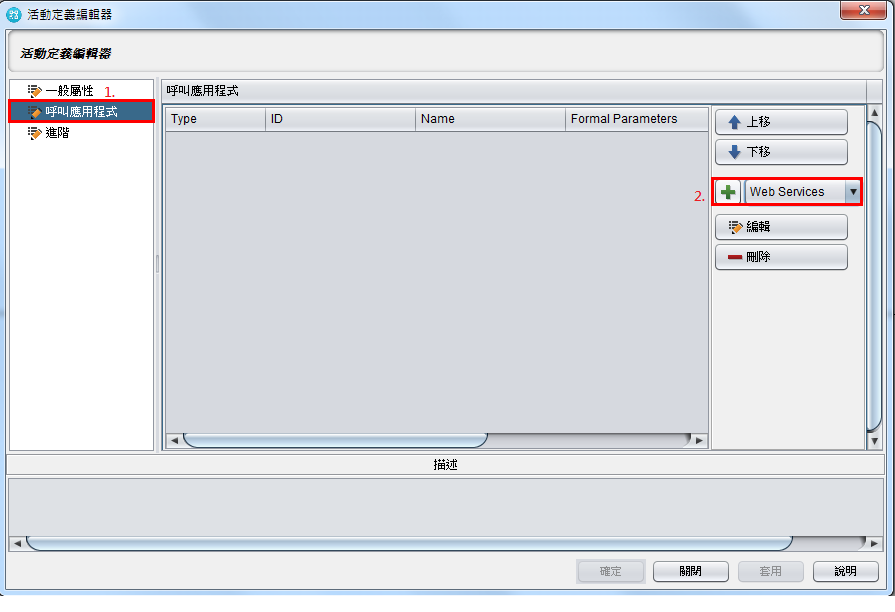 活動定義編輯器
活動定義編輯器
一般屬性 1.
呼叫應用程式
進階
呼叫應用程式
Type ID Name Formal Parameters
上移
下移
2. Web Services
編輯
刪除
描述
確定 關閉 套用 說明